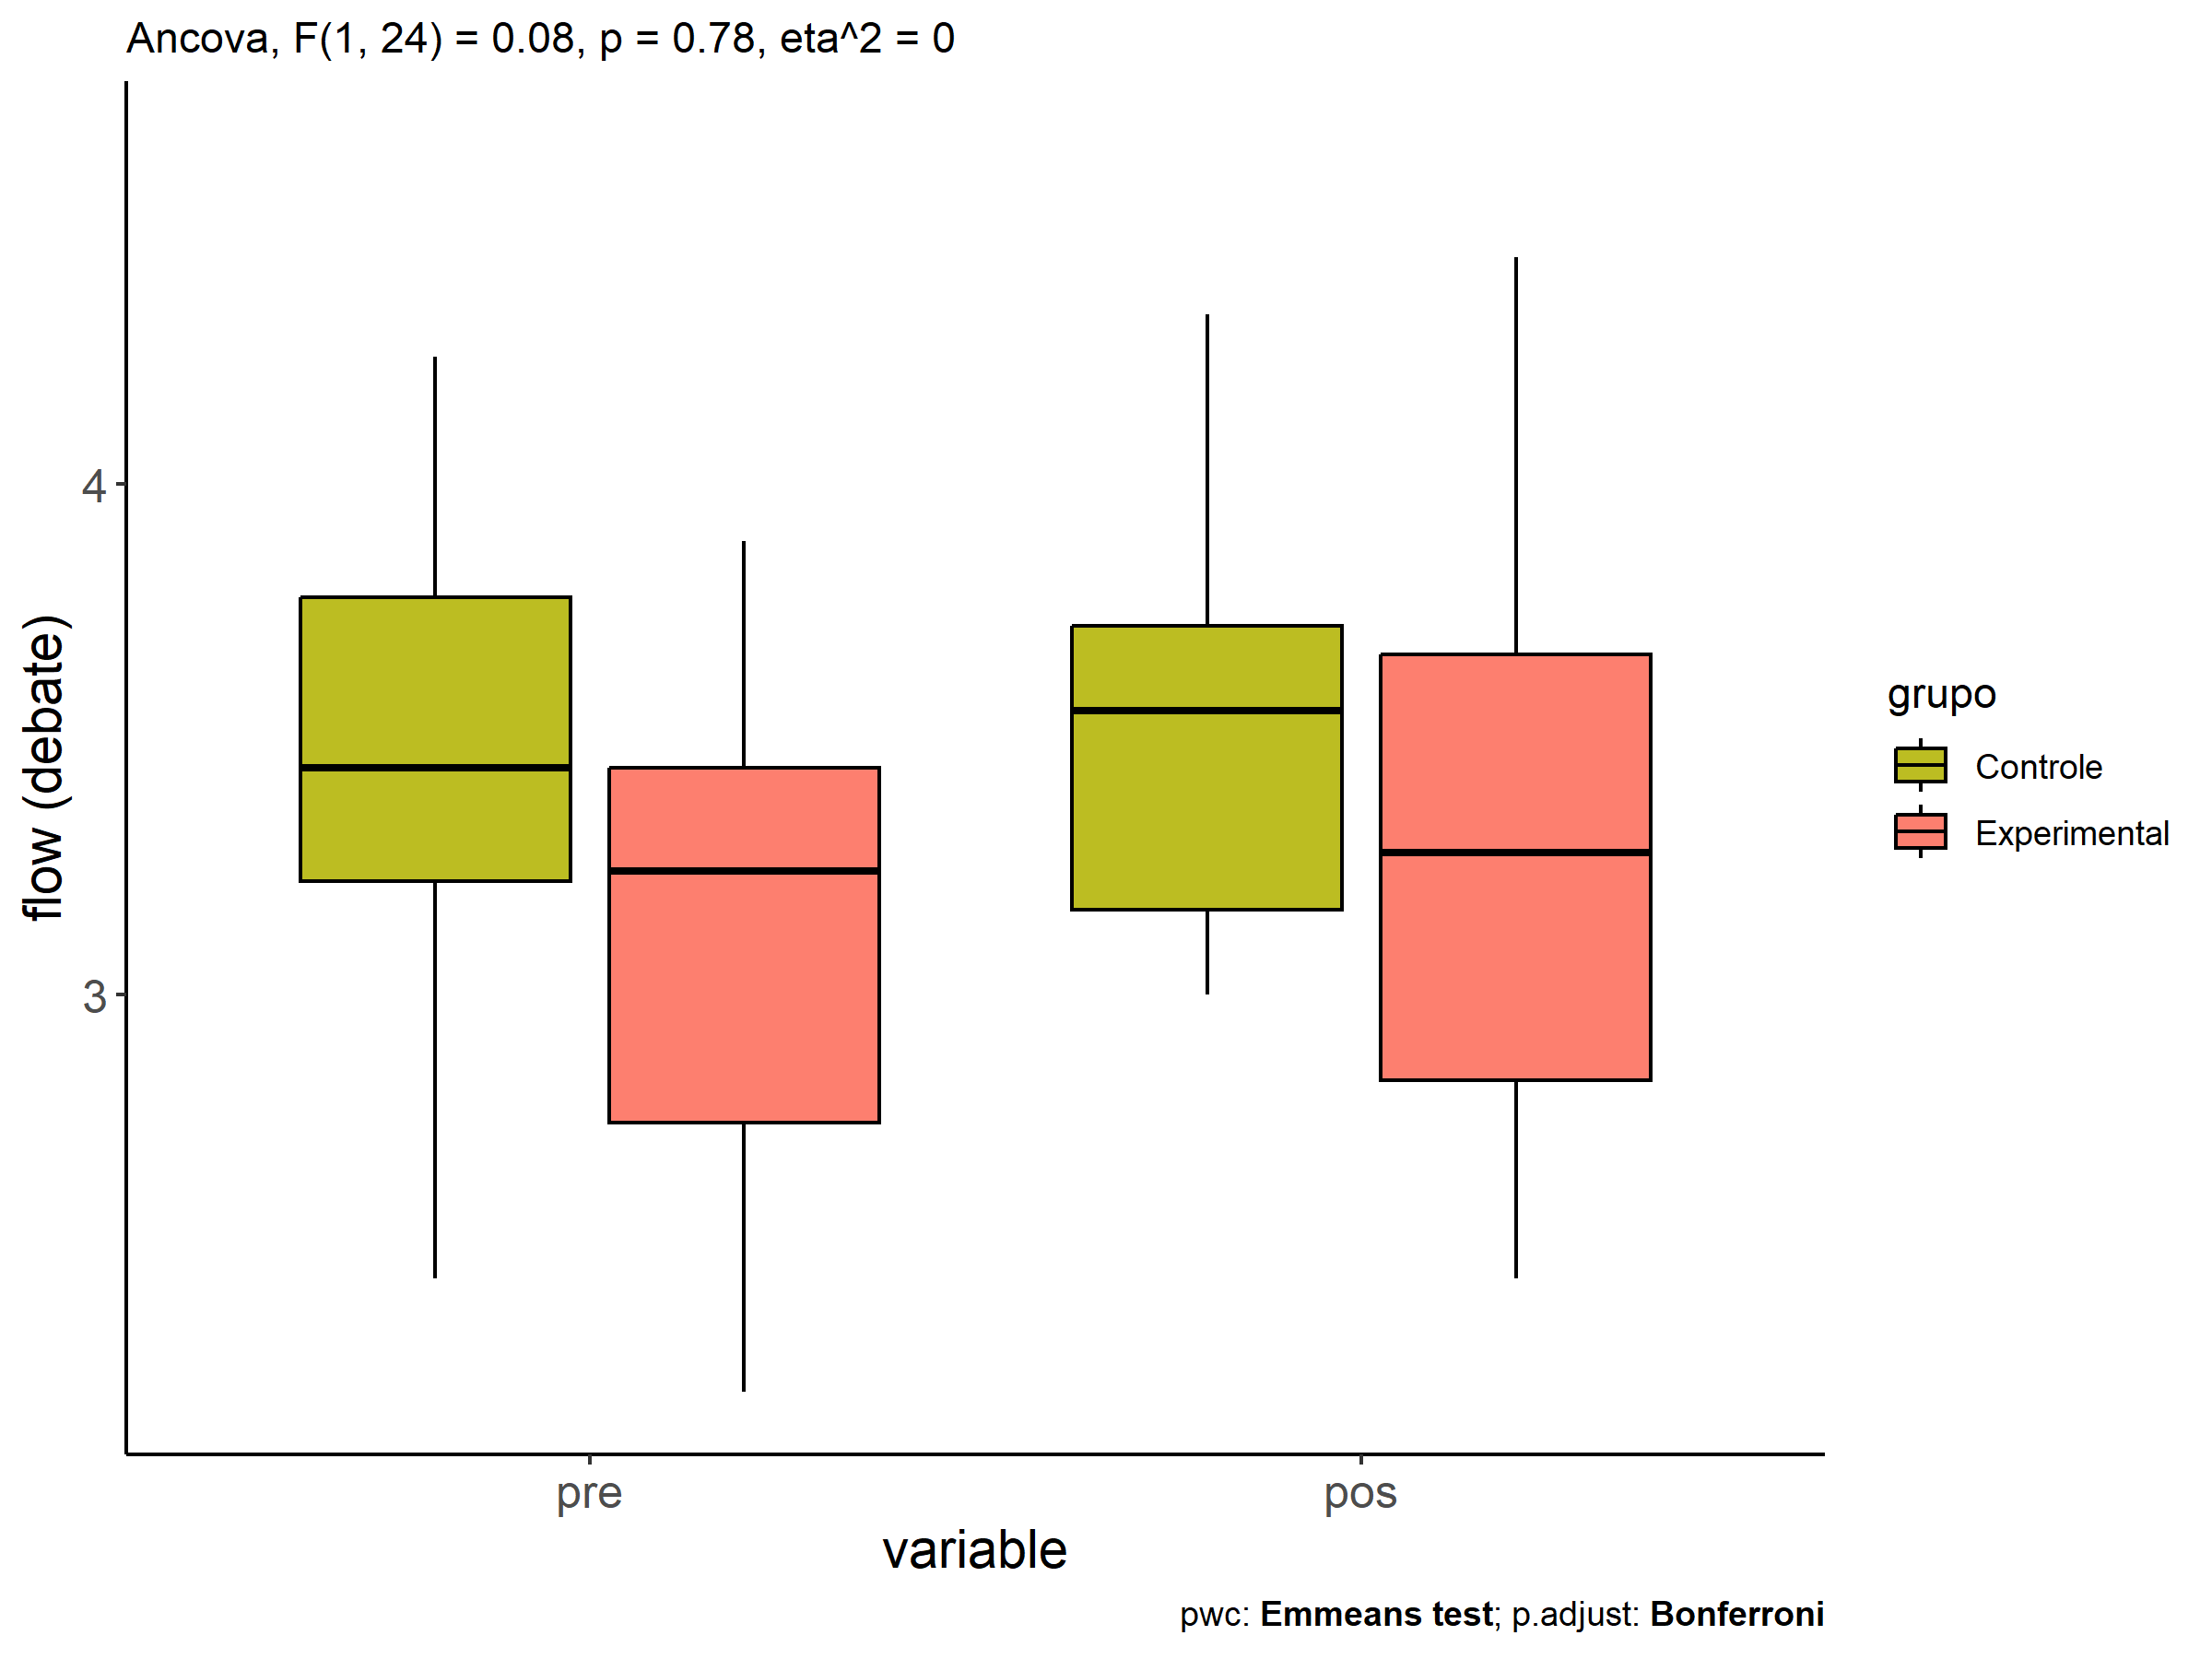 Ancova, F(1, 24) = 0.08, p = 0.78, eta^2 = 0
flow (debate)
4
3
pre
pos
variable
grupo
Controle
Experimental
pwc: Emmeans test; p.adjust: Bonferroni